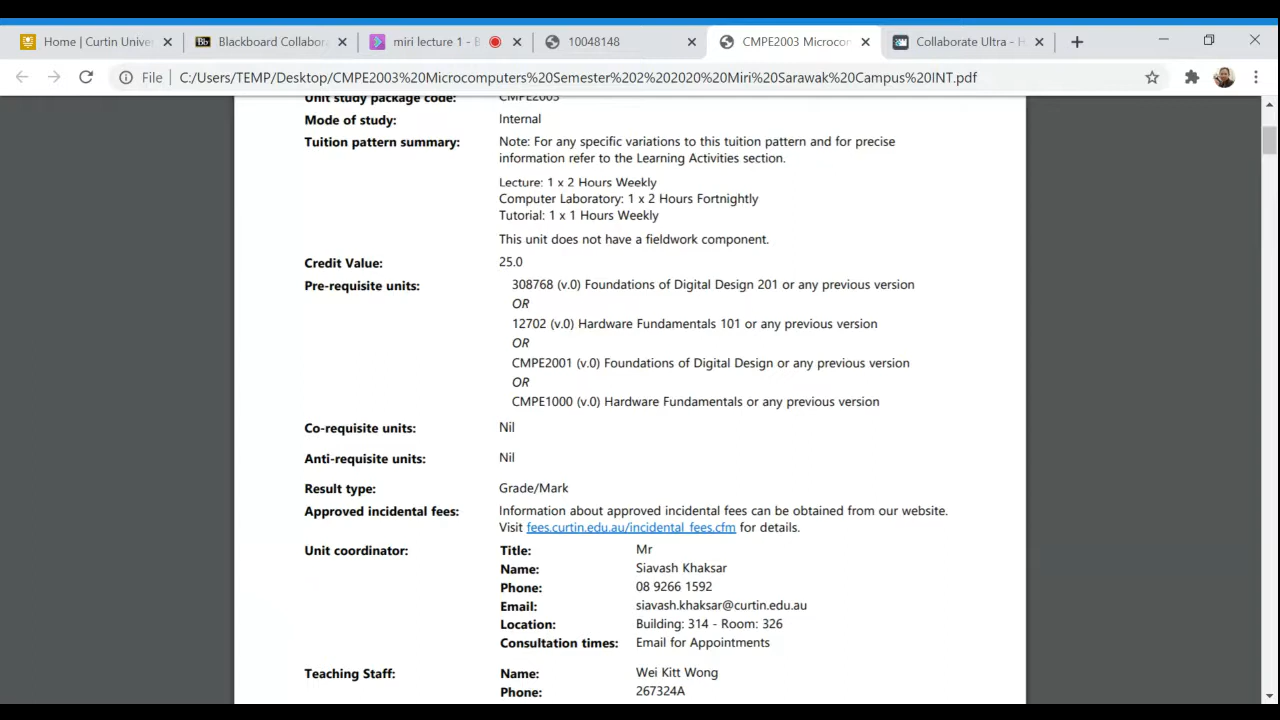 Home | Curtin Unive
Blackboard Collabora
miri lecture 1 - B
10048148
CMPE2003 Microcon
Collaborate Ultra - H
File
C:/Users/TEMP/Desktop/CMPE2003%20Microcomputers%20Semester%202%202020%20Miri%20Sarawak%20Campus%20INT.pdf
Unit study package code: CMPE2003
Mode of study: Internal
Tuition pattern summary: Note: For any specific variations to this tuition pattern and for precise
information refer to the Learning Activities section.
Lecture: 1 x 2 Hours Weekly
Computer Laboratory: 1 x 2 Hours Fortnightly
Tutorial: 1 x 1 Hours Weekly
This unit does not have a fieldwork component.
Credit Value: 25.0
Pre-requisite units: 308768 (v.0) Foundations of Digital Design 201 or any previous version
OR
12702 (v.0) Hardware Fundamentals 101 or any previous version
OR
CMPE2001 (v.0) Foundations of Digital Design or any previous version
OR
CMPE1000 (v.0) Hardware Fundamentals or any previous version
Co-requisite units: Nil
Anti-requisite units: Nil
Result type: Grade/Mark
Approved incidental fees: Information about approved incidental fees can be obtained from our website.
Visit fees.curtin.edu.au/incidental_fees.cfm for details.
Unit coordinator: Title: Mr
Name: Siavash Khaksar
Phone: 08 9266 1592
Email: siavash.khaksar@curtin.edu.au
Location: Building: 314 - Room: 326
Consultation times: Email for Appointments
Teaching Staff: Name: Wei Kitt Wong
Phone: 267324A